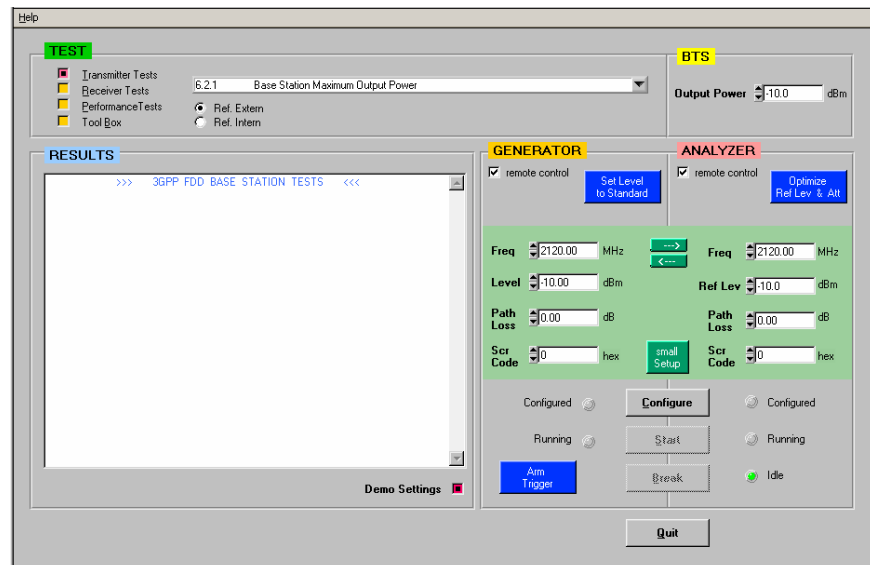 Help
TEST
Transmitter Tests
Receiver Tests
PerformanceTests
Tool Box
6.2.1 Base Station Maximum Output Power
Ref. Extern
Ref. Intern
BTS
Output Power -10.0 dBm
RESULTS
>>> 3GPP FDD BASE STATION TESTS <<<
Demo Settings
GENERATOR
remote control
Set Level
to Standard
ANALYZER
remote control
Optimize
Ref Lev & Att
Freq 2120.00 MHz
--->
<---
Freq 2120.00 MHz
Level -10.00 dBm
Ref Lev -10.0 dBm
Path
Loss 0.00 dB
Path
Loss 0.00 dB
Scr
Code 0 hex
small
Setup
Scr
Code 0 hex
Configured
Configure
Configured
Running
Start
Running
Arm
Trigger
Break
Idle
Quit